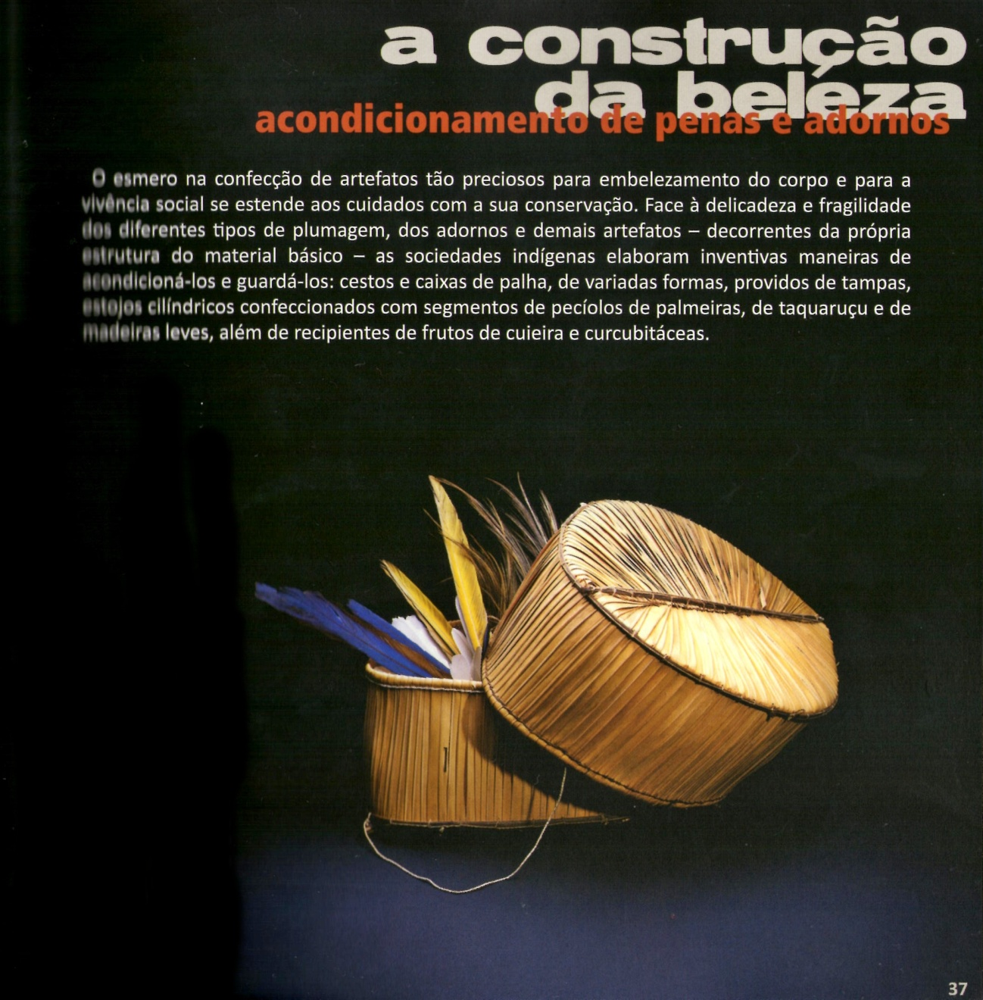 a construção
da beleza
acondicionamento de penas e adornos
O esmero na confecção de artefatos tão preciosos para embelezamento do corpo e para a
vivência social se estende aos cuidados com a sua conservação. Face à delicadeza e fragilidade
dos diferentes tipos de plumagem, dos adornos e demais artefatos – decorrentes da própria
estrutura do material básico – as sociedades indígenas elaboram inventivas maneiras de
acondicioná-los e guardá-los: cestos e caixas de palha, de variadas formas, providos de tampas,
estojos cilíndricos confeccionados com segmentos de pecíolos de palmeiras, de taquaruçu e de
madeiras leves, além de recipientes de frutos de cuieira e curcubitáceas.
37